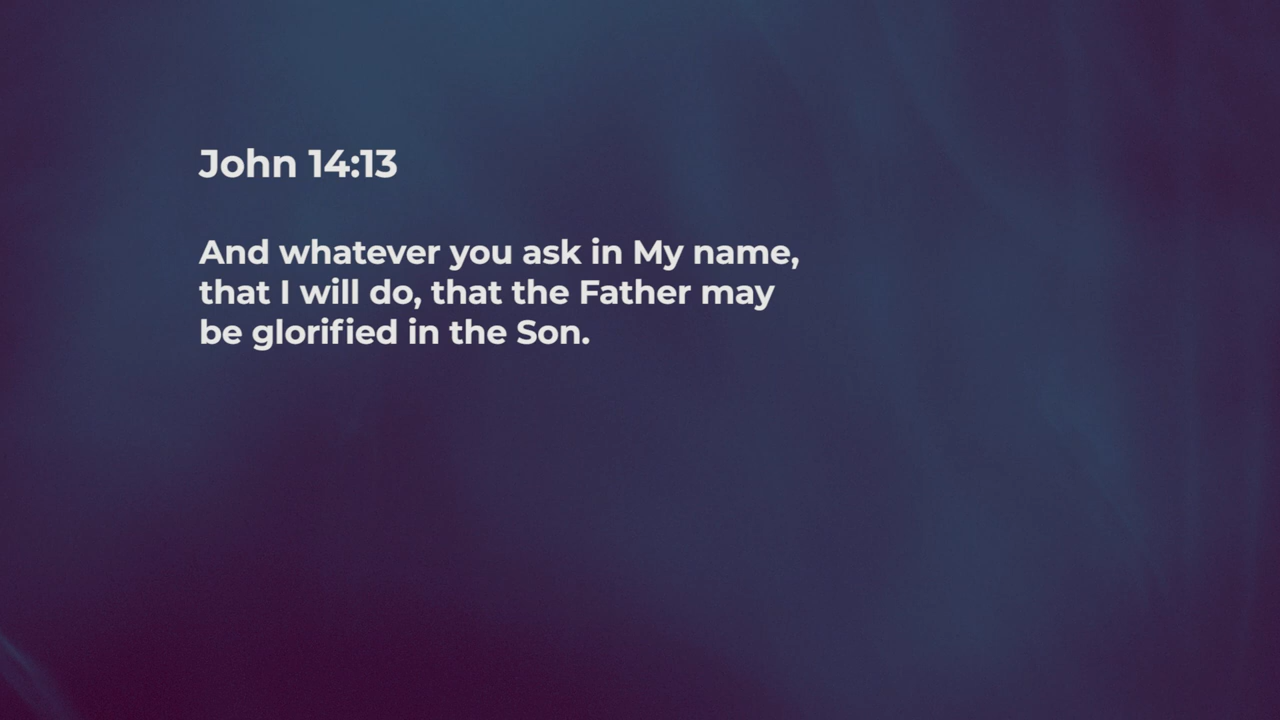 John 14:13
And whatever you ask in My name,
that I will do, that the Father may
be glorified in the Son.